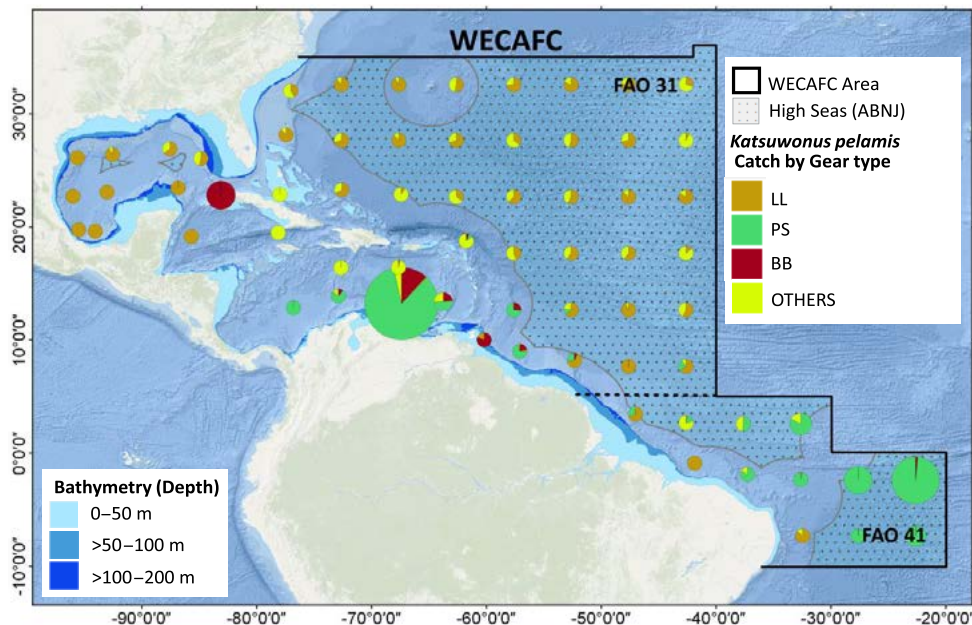 WECAFC
FAO 31
WECAFC Area
High Seas (ABNJ)
Katsuwonus pelamis
Catch by Gear type
LL
PS
BB
OTHERS
30°0'0"
20°0'0"
10°0'0"
0°0'0"
-10°0'0"
Bathymetry (Depth)
0–50 m
>50–100 m
>100–200 m
FAO 41
-90°0'0"
-80°0'0"
-70°0'0"
-60°0'0"
-50°0'0"
-40°0'0"
-30°0'0"
-20°0'0"